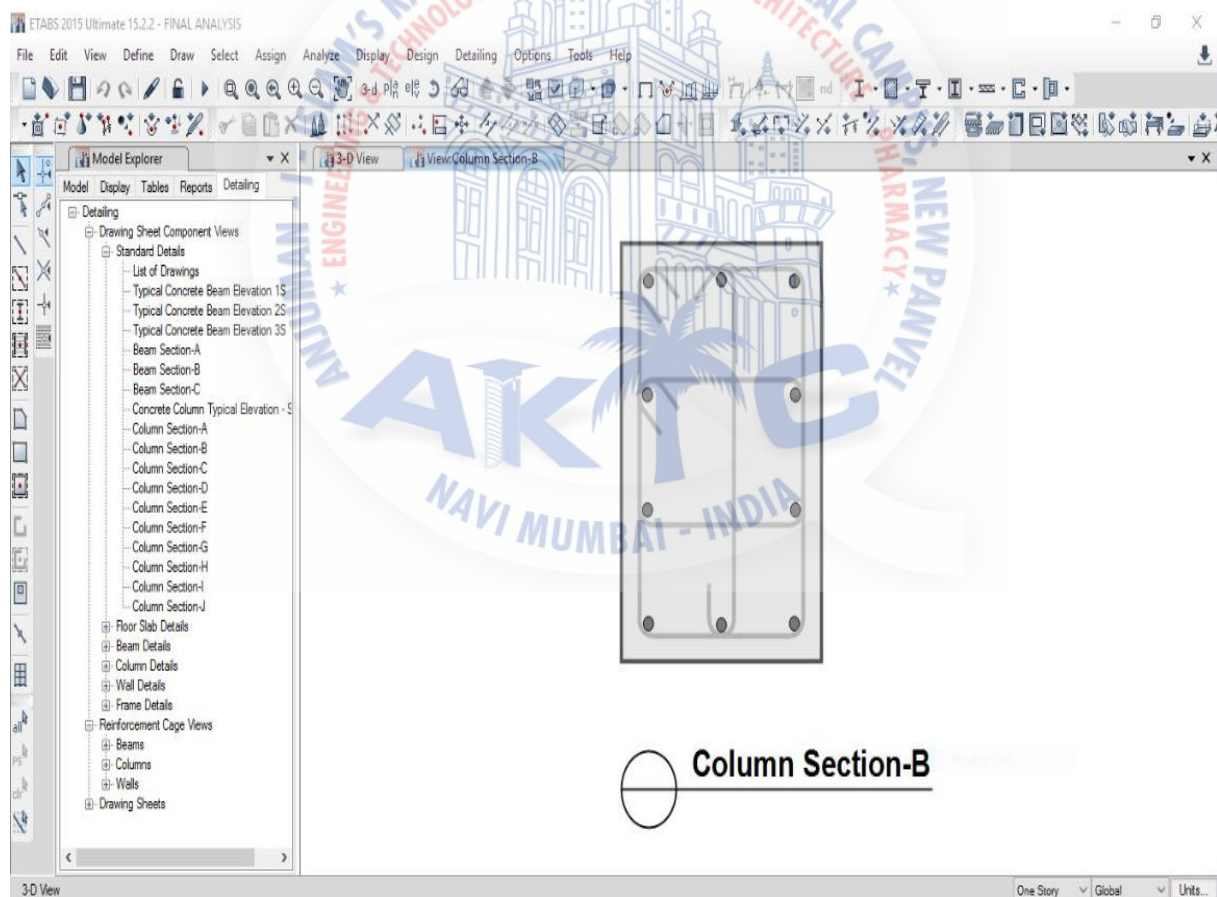 ETABS 2015 Ultimate 15.2.2 - FINAL ANALYSIS
File Edit View Define Draw Select Assign Analyze Display Design Detailing Options Tools Help
3-d
nd
Model Explorer
3-D View
View:Column Section-B
Model Display Tables Reports Detailing
Detailing
Drawing Sheet Component Views
Standard Details
List of Drawings
Typical Concrete Beam Elevation 1S
Typical Concrete Beam Elevation 2S
Typical Concrete Beam Elevation 3S
Beam Section-A
Beam Section-B
Beam Section-C
Concrete Column Typical Elevation - S
Column Section-A
Column Section-B
Column Section-C
Column Section-D
Column Section-E
Column Section-F
Column Section-G
Column Section-H
Column Section-I
Column Section-J
Floor Slab Details
Beam Details
Column Details
Wall Details
Frame Details
Reinforcement Cage Views
Beams
Columns
Walls
Drawing Sheets
all
PS
clr
AKTC
NAVI MUMBAI - INDIA
ENGINEERING & TECHNOLOGY
ARCHITECTURE
PHARMACY
NEW PANVEL
Column Section-B
3-D View
One Story
Global
Units...